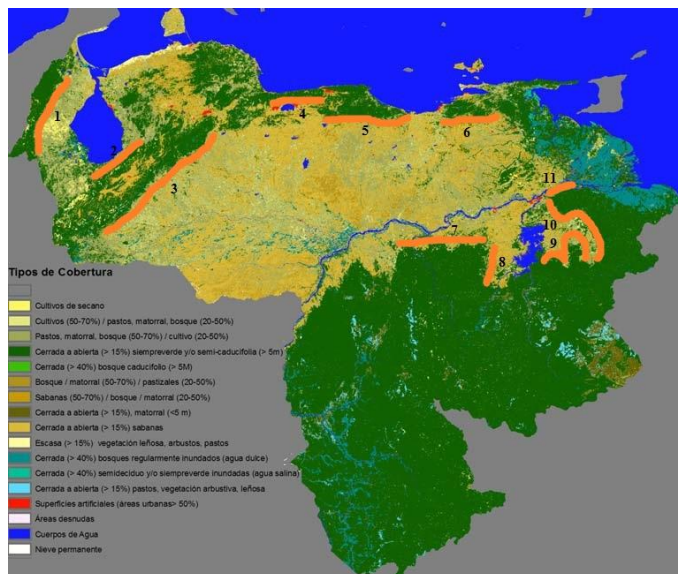 1
2
3
4
5
6
7
8
9
10
11
Tipos de Cobertura
Cultivos de secano
Cultivos (50-70%) / pastos, matorral, bosque (20-50%)
Pastos, matorral, bosque (50-70%) / cultivo (20-50%)
Cerrada a abierta (> 15%) siempreverde y/o semi-caducifolia (> 5m)
Cerrada (> 40%) bosque caducifolio (> 5M)
Bosque / matorral (50-70%) / pastizales (20-50%)
Sabanas (50-70%) / bosque / matorral (20-50%)
Cerrada a abierta (> 15%), matorral (<5 m)
Cerrada a abierta (> 15%) sabanas
Escasa (> 15%) vegetación leñosa, arbustos, pastos
Cerrada (> 40%) bosques regularmente inundados (agua dulce)
Cerrada (> 40%) semideciduo y/o siempreverde inundadas (agua salina)
Cerrada a abierta (> 15%) pastos, vegetación arbustiva, leñosa
Superficies artificiales (áreas urbanas> 50%)
Áreas desnudas
Cuerpos de Agua
Nieve permanente